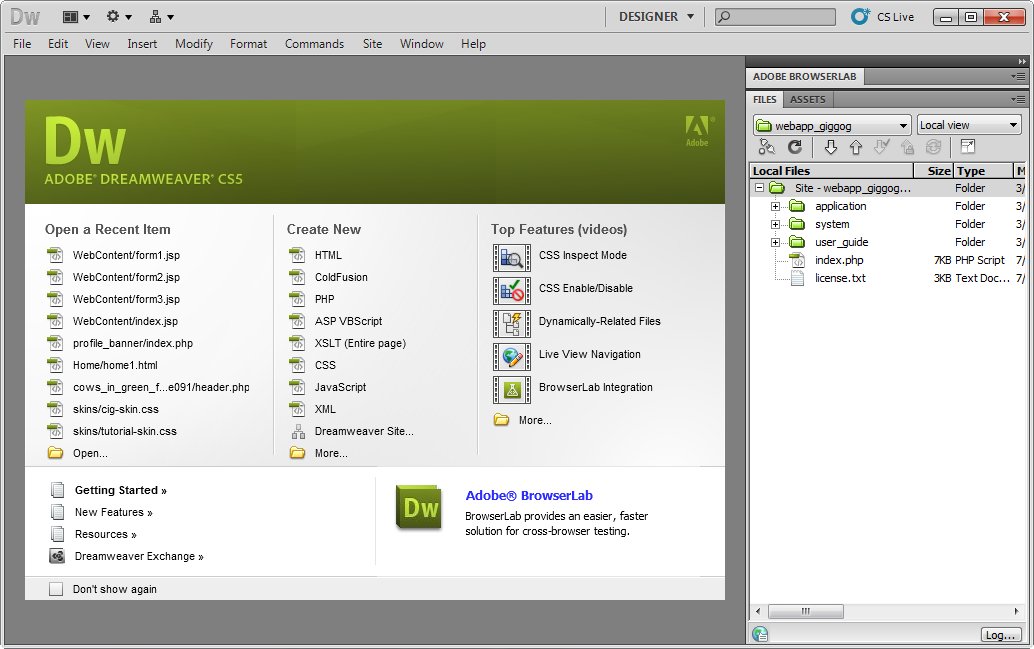 Dw
DESIGNER
CS Live
File Edit View Insert Modify Format Commands Site Window Help
Dw
ADOBE® DREAMWEAVER® CS5
Adobe
Open a Recent Item
WebContent/form1.jsp
WebContent/form2.jsp
WebContent/form3.jsp
WebContent/index.jsp
profile_banner/index.php
Home/home1.html
cows_in_green_f...e091/header.php
skins/cig-skin.css
skins/tutorial-skin.css
Open...
Create New
HTML
ColdFusion
PHP
ASP VBScript
XSLT (Entire page)
CSS
JavaScript
XML
Dreamweaver Site...
More...
Top Features (videos)
CSS Inspect Mode
CSS Enable/Disable
Dynamically-Related Files
Live View Navigation
BrowserLab Integration
More...
Getting Started »
New Features »
Resources »
Dreamweaver Exchange »
Dw
Adobe® BrowserLab
BrowserLab provides an easier, faster
solution for cross-browser testing.
Don't show again
ADOBE BROWSERLAB
FILES ASSETS
webapp_giggog Local view
Local Files Size Type M
Site - webapp_giggog... Folder 3/
application Folder 3/
system Folder 3/
user_guide Folder 3/
index.php 7KB PHP Script 7/
license.txt 3KB Text Doc... 7/
Log...